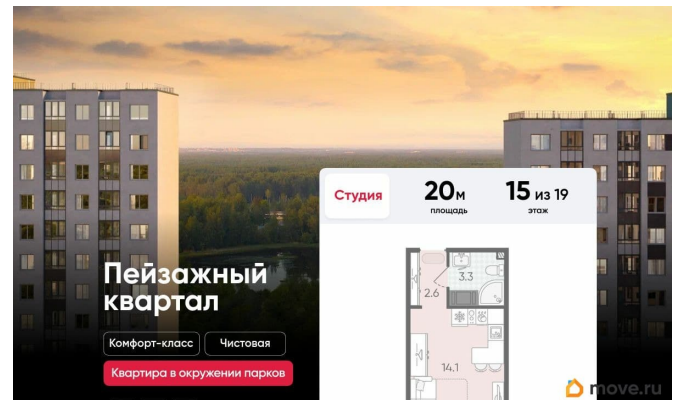 Студия
20м
площадь
15 из 19
этаж
3.3
2.6
14.1
Пейзажный
квартал
Комфорт-класс
Чистовая
Квартира в окружении парков
move.ru